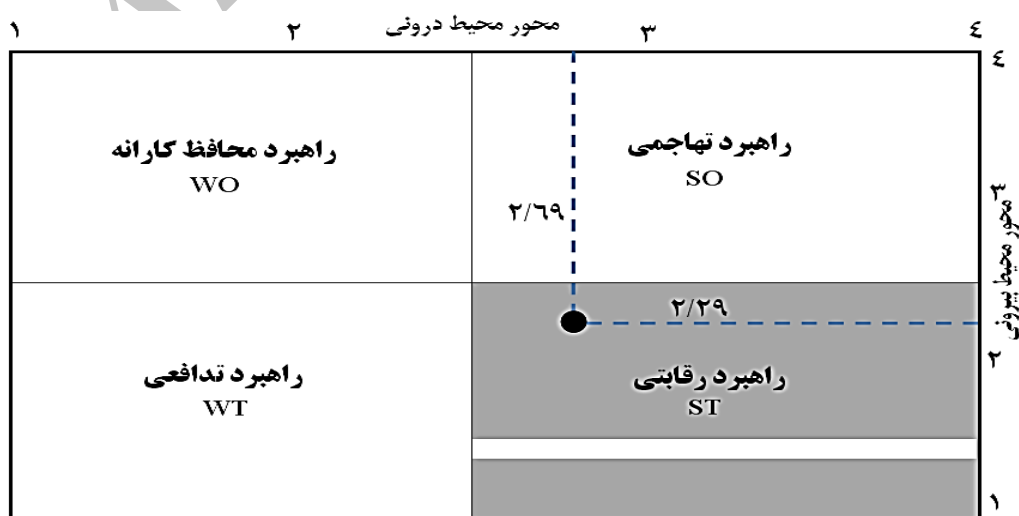 ۱ ۲ محور محیط درونی ۳ ٤
٤
راهبرد محافظ کارانه
WO
راهبرد تهاجمی
SO
۲/٦۹
۳
محور محیط بیرونی
۲/۲۹
۲
راهبرد تدافعی
WT
راهبرد رقابتی
ST
۱